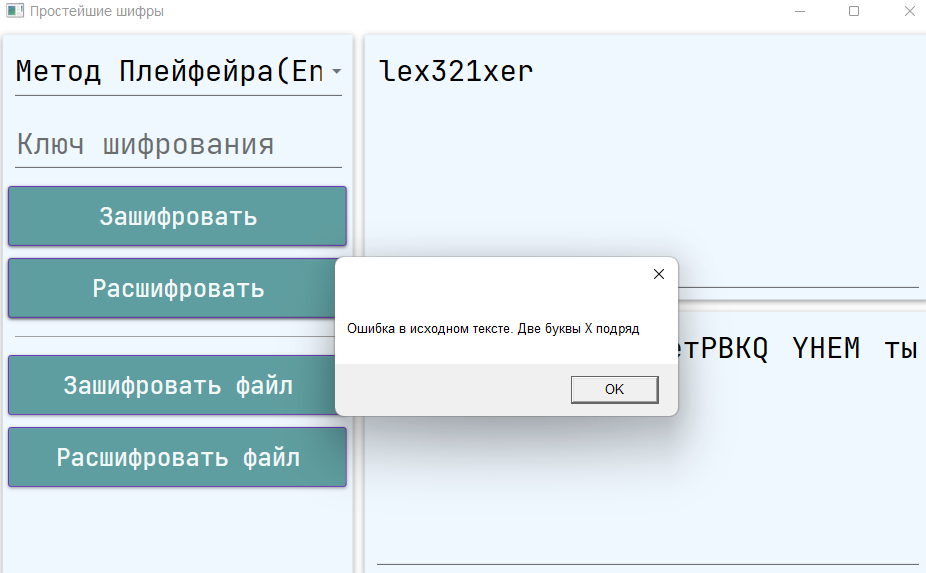 Простейшие шифры
Метод Плейфейра(En
Ключ шифрования
Зашифровать
Расшифровать
Зашифровать файл
Расшифровать файл
lex321xer
Ошибка в исходном тексте. Две буквы X подряд
OK
етPBKQ YHEM ты